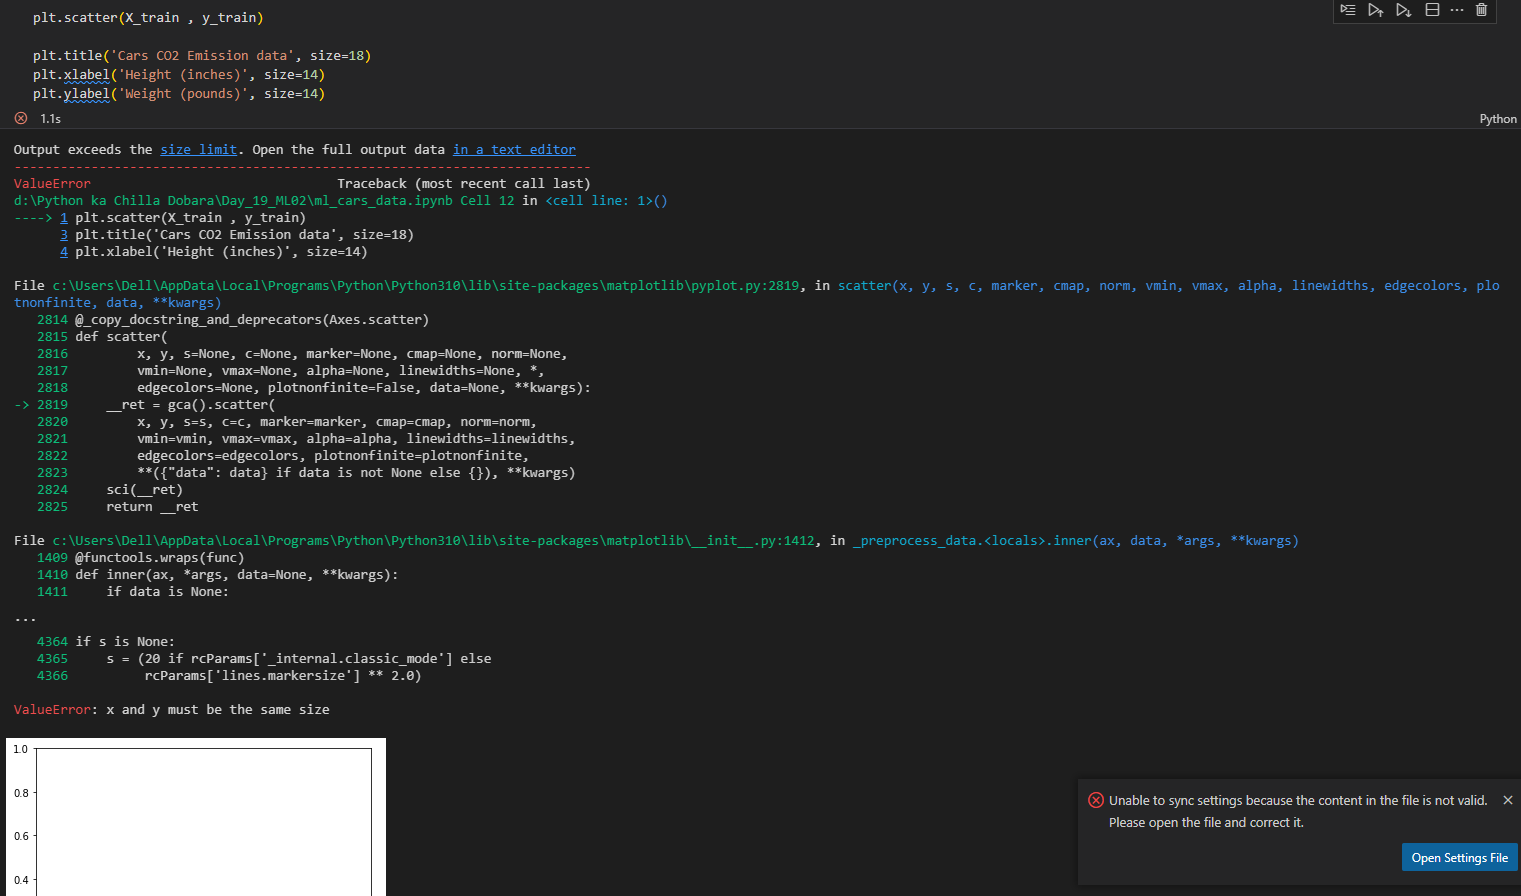 plt.scatter(X_train , y_train)
plt.title('Cars CO2 Emission data', size=18)
plt.xlabel('Height (inches)', size=14)
plt.ylabel('Weight (pounds)', size=14)
1.1s
Python
Output exceeds the size limit. Open the full output data in a text editor
---------------------------------------------------------------------------
ValueError                                Traceback (most recent call last)
d:\Python ka Chilla Dobara\Day_19_ML02\ml_cars_data.ipynb Cell 12 in <cell line: 1>()
----> 1 plt.scatter(X_train , y_train)
      3 plt.title('Cars CO2 Emission data', size=18)
      4 plt.xlabel('Height (inches)', size=14)
File c:\Users\Dell\AppData\Local\Programs\Python\Python310\lib\site-packages\matplotlib\pyplot.py:2819, in scatter(x, y, s, c, marker, cmap, norm, vmin, vmax, alpha, linewidths, edgecolors, plo
tnonfinite, data, **kwargs)
   2814 @_copy_docstring_and_deprecators(Axes.scatter)
   2815 def scatter(
   2816         x, y, s=None, c=None, marker=None, cmap=None, norm=None,
   2817         vmin=None, vmax=None, alpha=None, linewidths=None, *,
   2818         edgecolors=None, plotnonfinite=False, data=None, **kwargs):
-> 2819     __ret = gca().scatter(
   2820         x, y, s=s, c=c, marker=marker, cmap=cmap, norm=norm,
   2821         vmin=vmin, vmax=vmax, alpha=alpha, linewidths=linewidths,
   2822         edgecolors=edgecolors, plotnonfinite=plotnonfinite,
   2823         **({"data": data} if data is not None else {}), **kwargs)
   2824     sci(__ret)
   2825     return __ret
File c:\Users\Dell\AppData\Local\Programs\Python\Python310\lib\site-packages\matplotlib\__init__.py:1412, in _preprocess_data.<locals>.inner(ax, data, *args, **kwargs)
   1409 @functools.wraps(func)
   1410 def inner(ax, *args, data=None, **kwargs):
   1411     if data is None:
...
   4364 if s is None:
   4365     s = (20 if rcParams['_internal.classic_mode'] else
   4366          rcParams['lines.markersize'] ** 2.0)
ValueError: x and y must be the same size
1.0
0.8
0.6
0.4
Unable to sync settings because the content in the file is not valid.
Please open the file and correct it.
Open Settings File